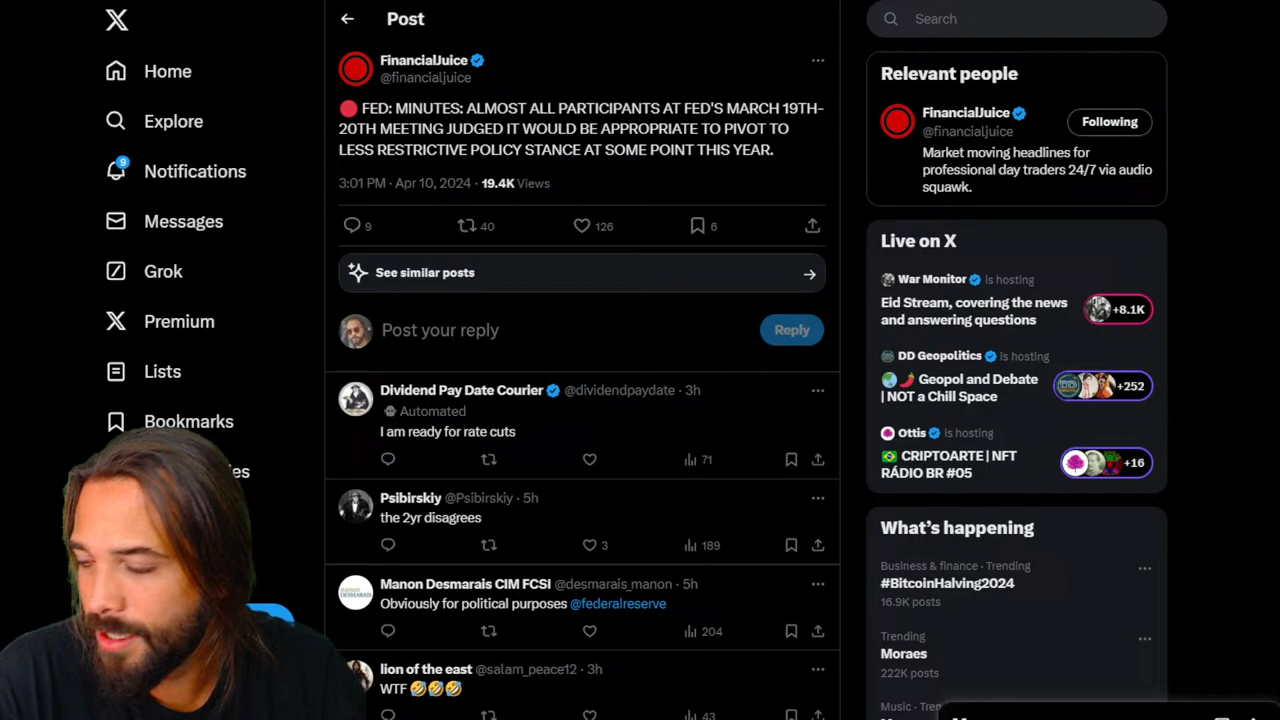 Home
Explore
9
Notifications
Messages
Grok
Premium
Lists
Bookmarks
Post
FinancialJuice
@financialjuice
🔴 FED: MINUTES: ALMOST ALL PARTICIPANTS AT FED'S MARCH 19TH-
20TH MEETING JUDGED IT WOULD BE APPROPRIATE TO PIVOT TO
LESS RESTRICTIVE POLICY STANCE AT SOME POINT THIS YEAR.
3:01 PM · Apr 10, 2024 · 19.4K Views
9 40 126 6
See similar posts
Post your reply
Reply
Dividend Pay Date Courier @dividendpaydate · 3h
Automated
I am ready for rate cuts
71
Psibirskiy @Psibirskiy · 5h
the 2yr disagrees
3 189
Manon Desmarais CIM FCSI @desmarais_manon · 5h
Obviously for political purposes @federalreserve
204
lion of the east @salam_peace12 · 3h
WTF 🤣🤣🤣
43
Search
Relevant people
FinancialJuice
@financialjuice
Following
Market moving headlines for
professional day traders 24/7 via audio
squawk.
Live on X
War Monitor is hosting
Eid Stream, covering the news
and answering questions
+8.1K
DD Geopolitics is hosting
🌏🌶️ Geopol and Debate
| NOT a Chill Space
+252
Ottis is hosting
🇧🇷 CRIPTOARTE | NFT
RÁDIO BR #05
+16
What's happening
Business & finance · Trending
#BitcoinHalving2024
16.9K posts
Trending
Moraes
222K posts